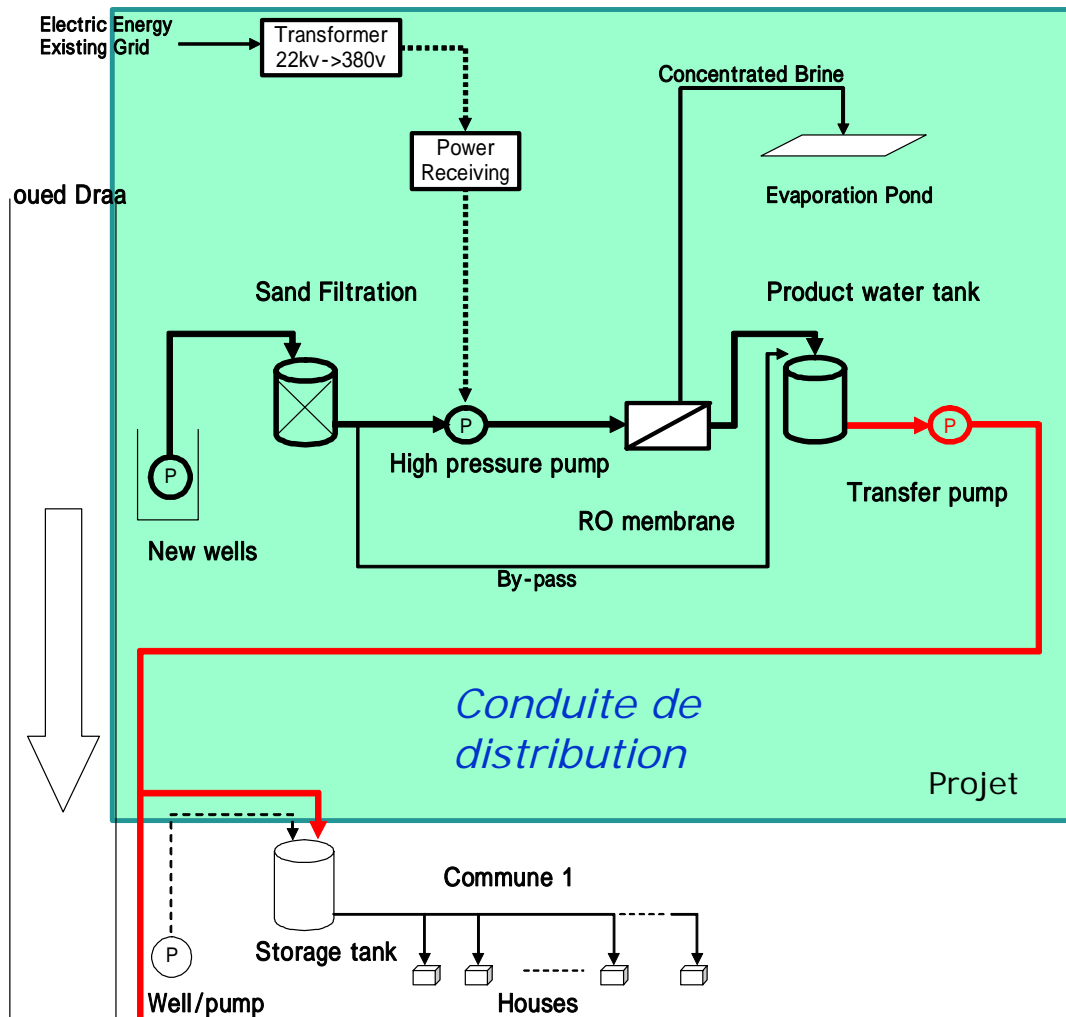 Electric Energy
Existing Grid
Transformer
22kv->380v
Concentrated Brine
Power
Receiving
oued Draa
Evaporation Pond
Sand Filtration
Product water tank
P
P
P
High pressure pump
Transfer pump
RO membrane
New wells
By-pass
Conduite de
distribution
Projet
Commune 1
Storage tank
P
Well/pump
Houses